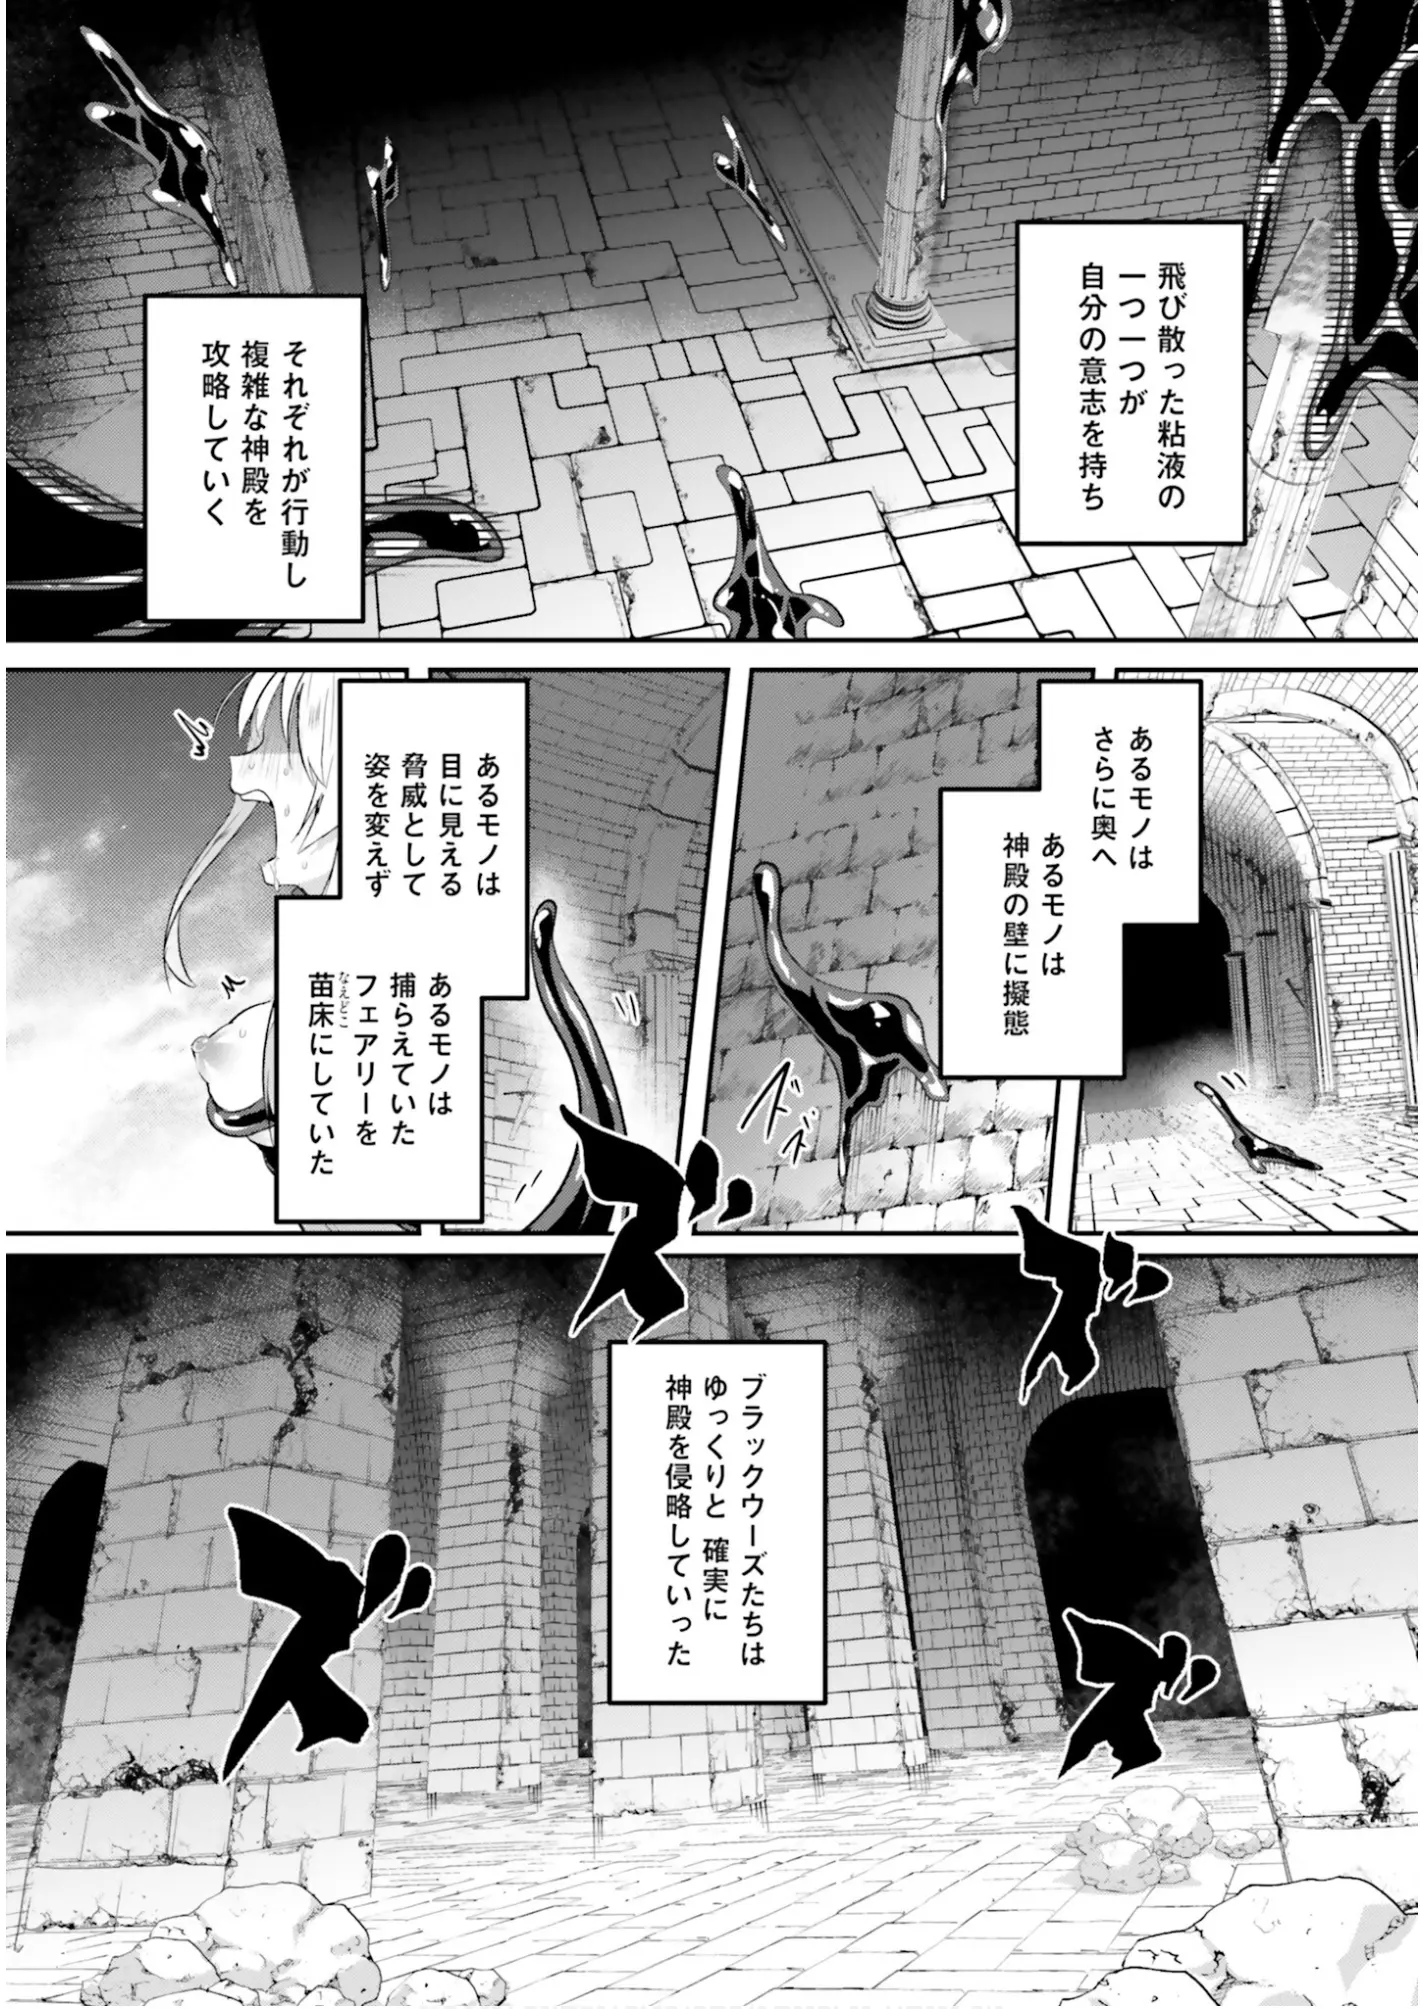 飛び散った粘液の
一つ一つが
自分の意志を持ち
それぞれが行動し
複雑な神殿を
攻略していく
あるモノは
さらに奥へ
あるモノは
神殿の壁に擬態
ズズ
あるモノは
目に見える
脅威として
姿を変えず
あるモノは
捕らえていた
フェアリーを
苗床にしていた
なえどこ
ズ
ズ
ブラックウーズたちは
ゆっくりと 確実に
神殿を侵略していった
ズ
ズ